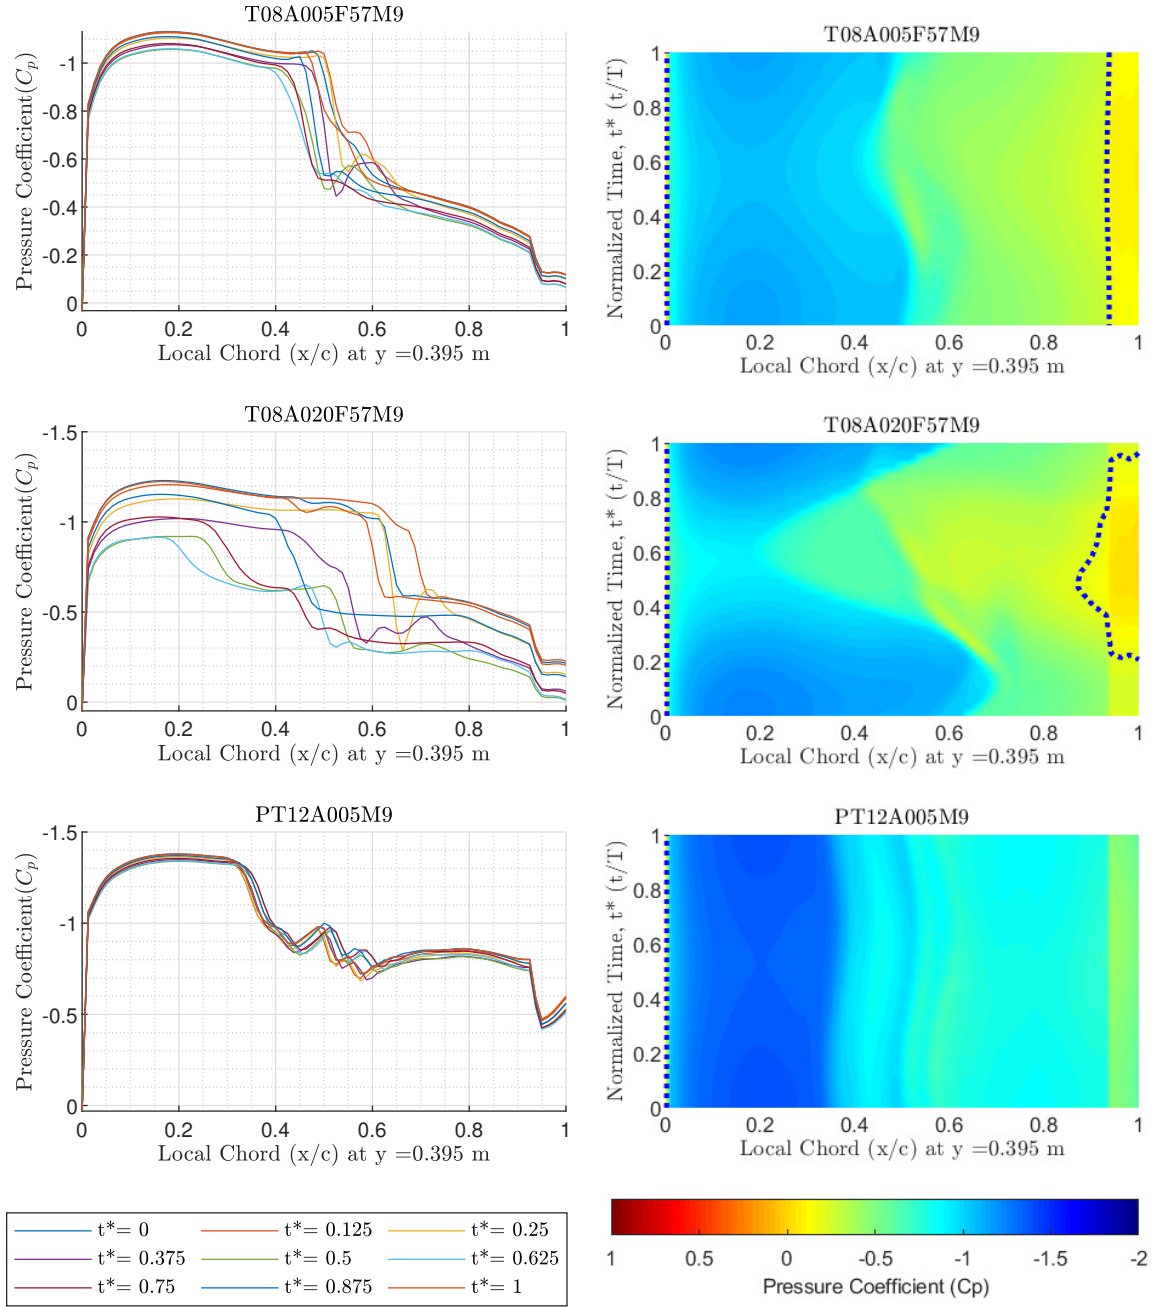 T08A005F57M9
Pressure Coefficient(Cp)
-1
-0.8
-0.6
-0.4
-0.2
0
0 0.2 0.4 0.6 0.8 1
Local Chord (x/c) at y =0.395 m
T08A005F57M9
Normalized Time, t* (t/T)
1
0.8
0.6
0.4
0.2
0
0 0.2 0.4 0.6 0.8 1
Local Chord (x/c) at y =0.395 m
T08A020F57M9
Pressure Coefficient(Cp)
-1.5
-1
-0.5
0
0 0.2 0.4 0.6 0.8 1
Local Chord (x/c) at y =0.395 m
T08A020F57M9
Normalized Time, t* (t/T)
1
0.8
0.6
0.4
0.2
0
0 0.2 0.4 0.6 0.8 1
Local Chord (x/c) at y =0.395 m
PT12A005M9
Pressure Coefficient(Cp)
-1.5
-1
-0.5
0
0 0.2 0.4 0.6 0.8 1
Local Chord (x/c) at y =0.395 m
PT12A005M9
Normalized Time, t* (t/T)
1
0.8
0.6
0.4
0.2
0
0 0.2 0.4 0.6 0.8 1
Local Chord (x/c) at y =0.395 m
t*= 0 t*= 0.125 t*= 0.25
t*= 0.375 t*= 0.5 t*= 0.625
t*= 0.75 t*= 0.875 t*= 1
1 0.5 0 -0.5 -1 -1.5 -2
Pressure Coefficient (Cp)